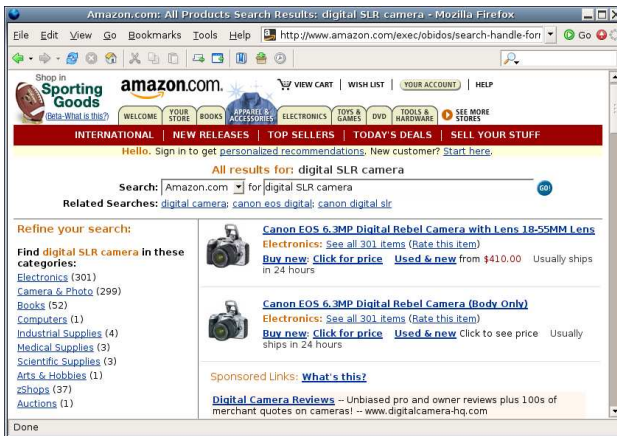 Amazon.com: All Products Search Results: digital SLR camera - Mozilla Firefox
File Edit View Go Bookmarks Tools Help http://www.amazon.com/exec/obidos/search-handle-forr Go
Shop in
Sporting
Goods
(Beta-What is this?)
amazon.com.
VIEW CART | WISH LIST | YOUR ACCOUNT | HELP
WELCOME YOUR STORE BOOKS APPAREL & ACCESSORIES ELECTRONICS TOYS & GAMES DVD TOOLS & HARDWARE SEE MORE STORES
INTERNATIONAL | NEW RELEASES | TOP SELLERS | TODAY'S DEALS | SELL YOUR STUFF
Hello. Sign in to get personalized recommendations. New customer? Start here.
All results for: digital SLR camera
Search: Amazon.com for digital SLR camera GO!
Related Searches: digital camera; canon eos digital; canon digital slr
Refine your search:
Find digital SLR camera in these
categories:
Electronics (301)
Camera & Photo (299)
Books (52)
Computers (1)
Industrial Supplies (4)
Medical Supplies (3)
Scientific Supplies (3)
Arts & Hobbies (1)
zShops (37)
Auctions (1)
Canon EOS 6.3MP Digital Rebel Camera with Lens 18-55MM Lens
Electronics: See all 301 items (Rate this item)
Buy new: Click for price Used & new from $410.00 Usually ships
in 24 hours
Canon EOS 6.3MP Digital Rebel Camera (Body Only)
Electronics: See all 301 items (Rate this item)
Buy new: Click for price Used & new Click to see price Usually
ships in 24 hours
Sponsored Links: What's this?
Digital Camera Reviews -- Unbiased pro and owner reviews plus 100s of
merchant quotes on cameras! -- www.digitalcamera-hq.com
Done